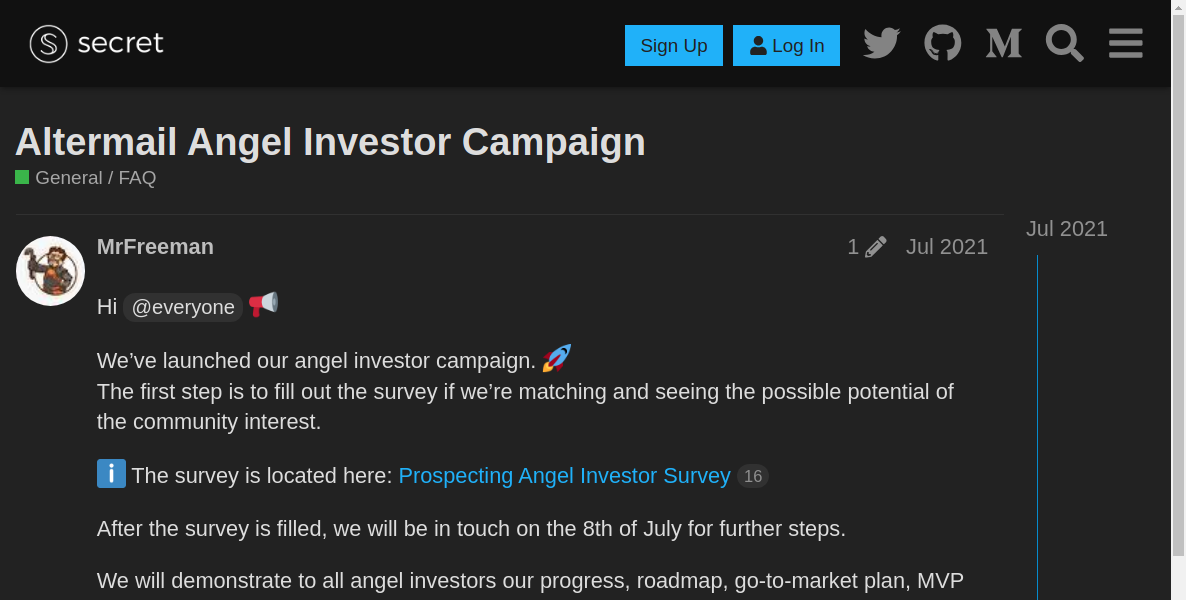 secret
Sign Up
Log In
Altermail Angel Investor Campaign
General / FAQ
MrFreeman
1
Jul 2021
Jul 2021
Hi @everyone
We’ve launched our angel investor campaign.
The first step is to fill out the survey if we’re matching and seeing the possible potential of
the community interest.
The survey is located here: Prospecting Angel Investor Survey 16
After the survey is filled, we will be in touch on the 8th of July for further steps.
We will demonstrate to all angel investors our progress, roadmap, go-to-market plan, MVP